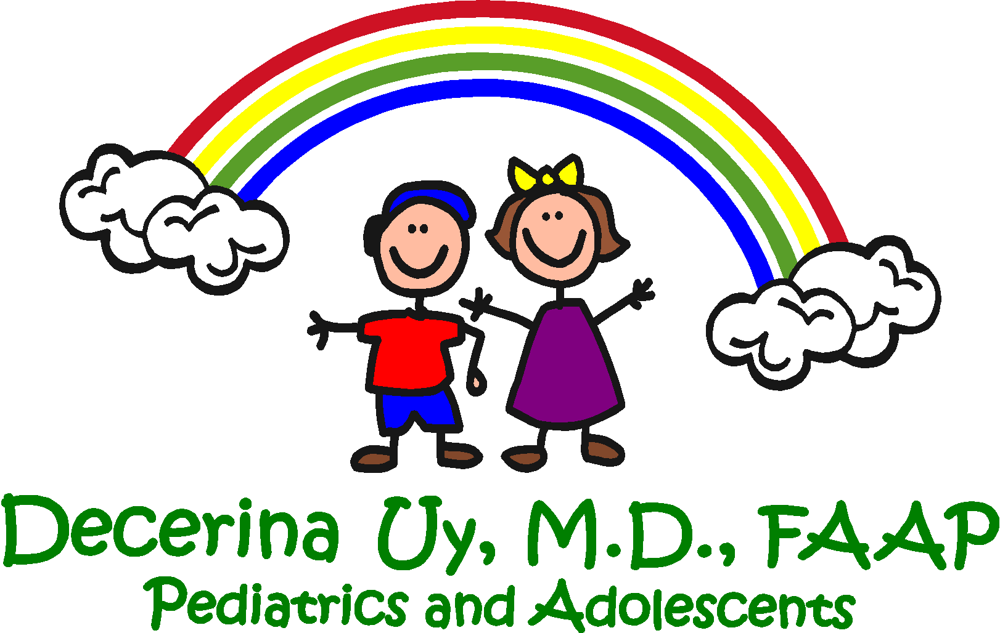 Decerina Uy, M.D., FAAP
Pediatrics and Adolescents